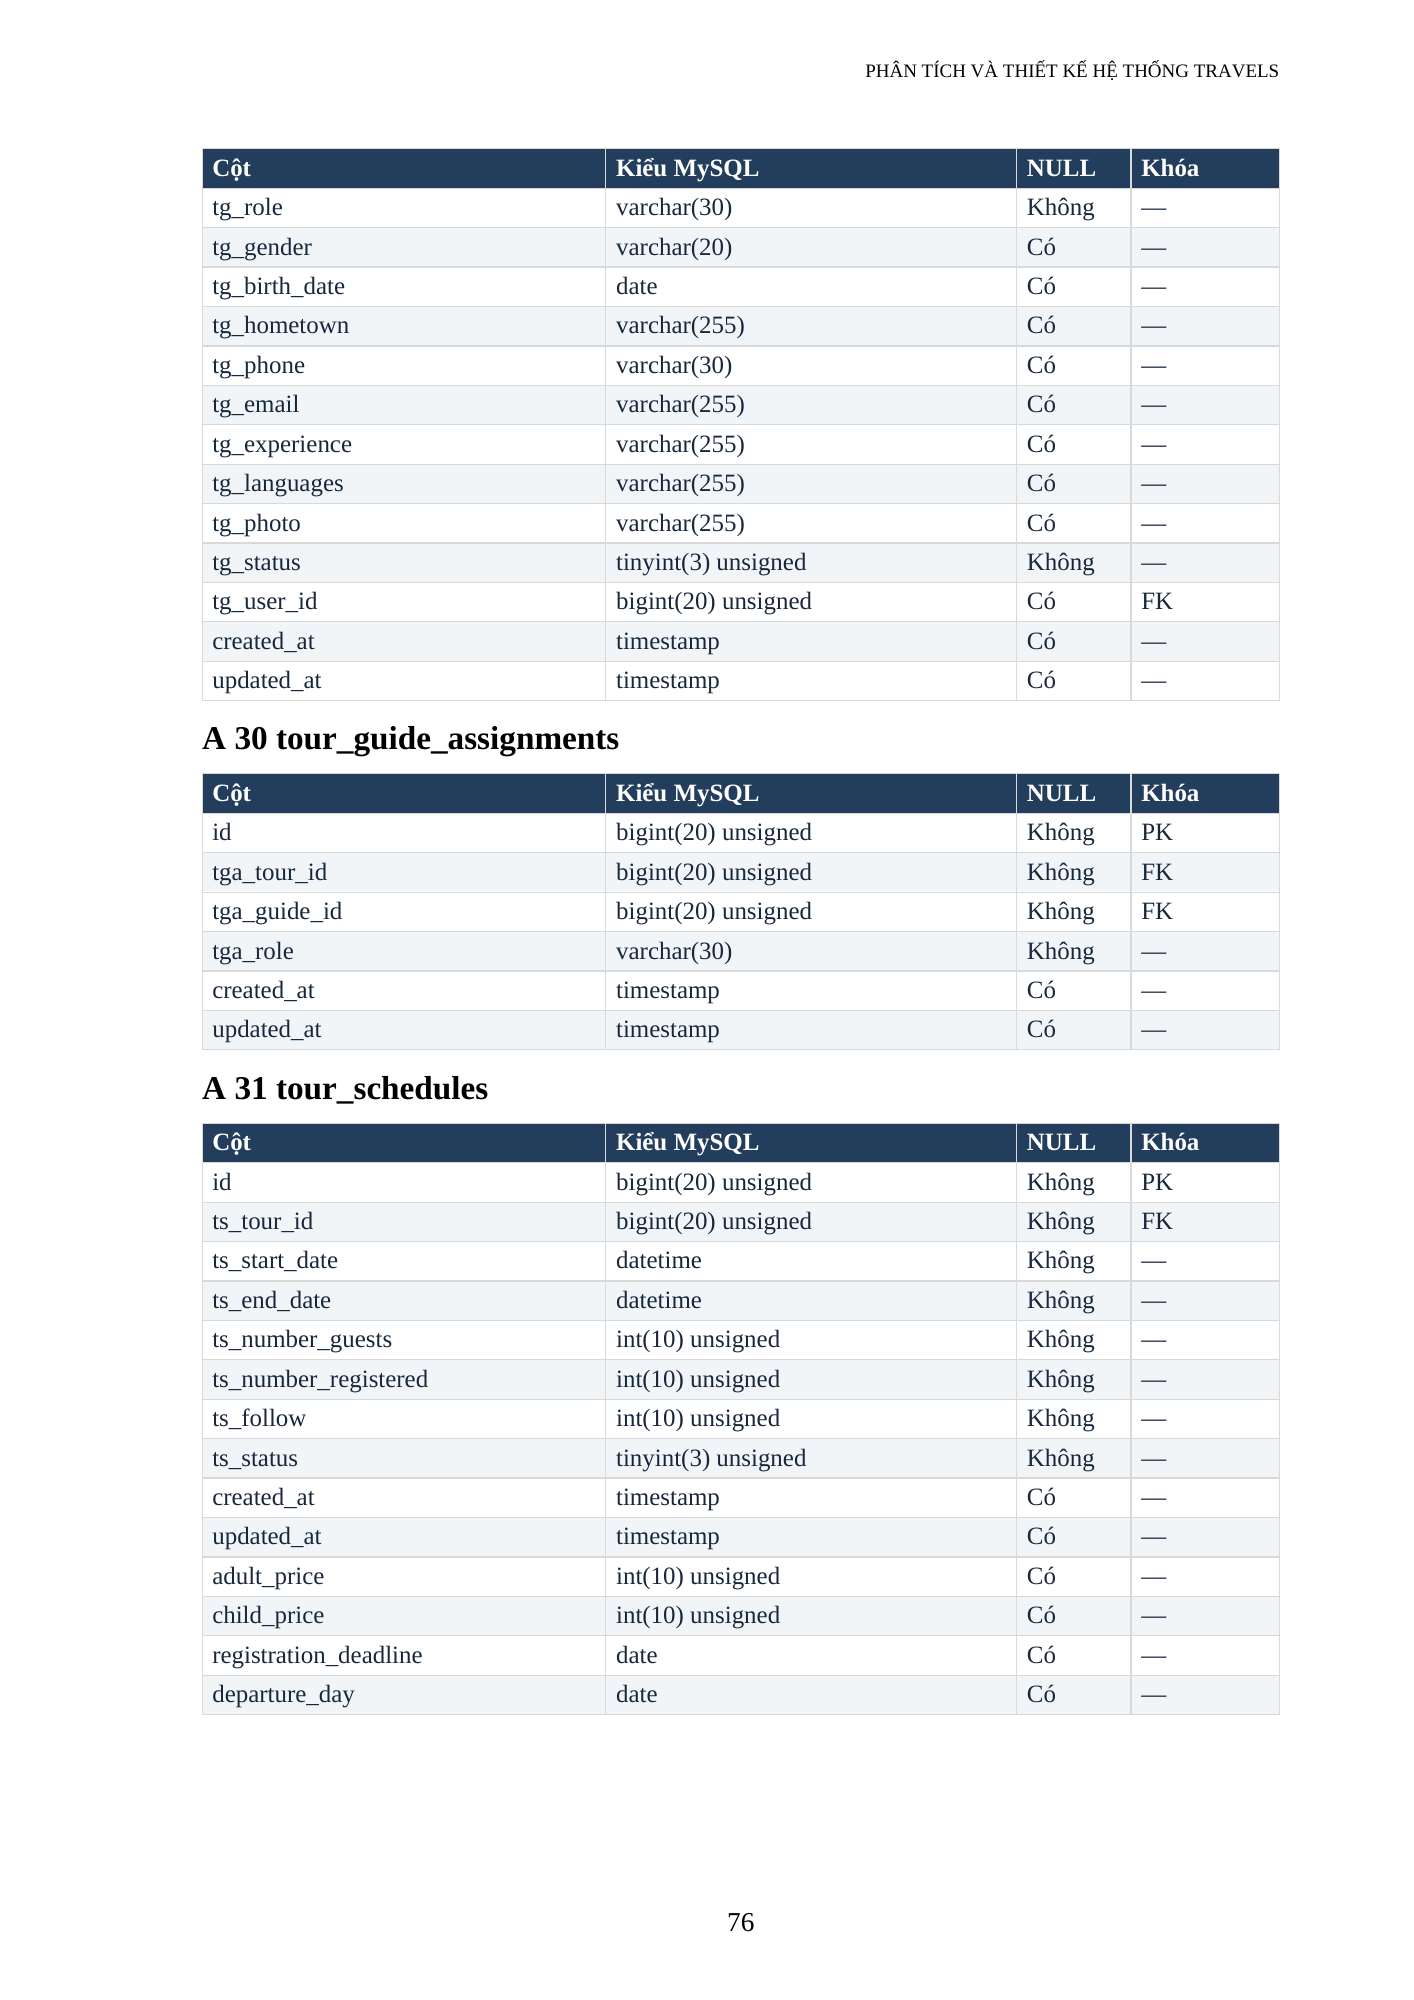 PHÂN TÍCH VÀ THIẾT KẾ HỆ THỐNG TRAVELS
Cột Kiểu MySQL NULL Khóa
tg_role varchar(30) Không —
tg_gender varchar(20) Có —
tg_birth_date date Có —
tg_hometown varchar(255) Có —
tg_phone varchar(30) Có —
tg_email varchar(255) Có —
tg_experience varchar(255) Có —
tg_languages varchar(255) Có —
tg_photo varchar(255) Có —
tg_status tinyint(3) unsigned Không —
tg_user_id bigint(20) unsigned Có FK
created_at timestamp Có —
updated_at timestamp Có —
A 30 tour_guide_assignments
Cột Kiểu MySQL NULL Khóa
id bigint(20) unsigned Không PK
tga_tour_id bigint(20) unsigned Không FK
tga_guide_id bigint(20) unsigned Không FK
tga_role varchar(30) Không —
created_at timestamp Có —
updated_at timestamp Có —
A 31 tour_schedules
Cột Kiểu MySQL NULL Khóa
id bigint(20) unsigned Không PK
ts_tour_id bigint(20) unsigned Không FK
ts_start_date datetime Không —
ts_end_date datetime Không —
ts_number_guests int(10) unsigned Không —
ts_number_registered int(10) unsigned Không —
ts_follow int(10) unsigned Không —
ts_status tinyint(3) unsigned Không —
created_at timestamp Có —
updated_at timestamp Có —
adult_price int(10) unsigned Có —
child_price int(10) unsigned Có —
registration_deadline date Có —
departure_day date Có —
76